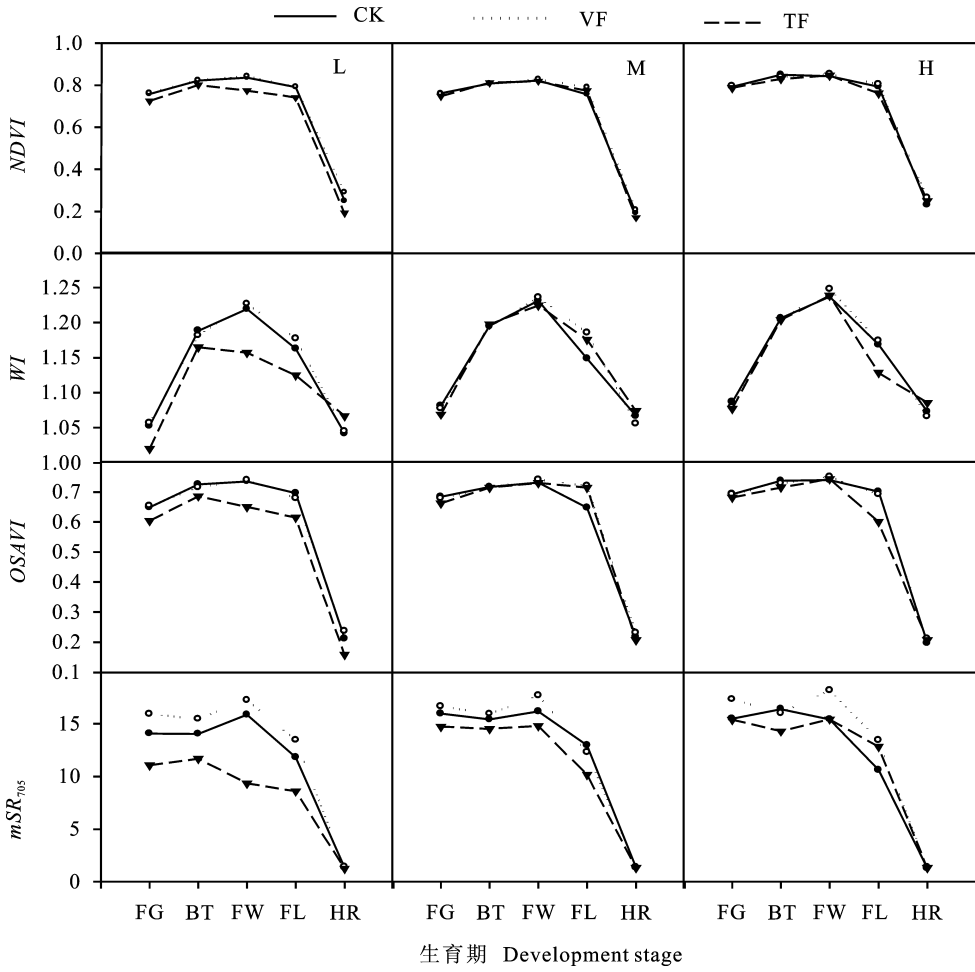 CK VF TF
L M H
NDVI
1.0
0.8
0.6
0.4
0.2
0.0
WI
1.25
1.20
1.15
1.10
1.05
1.00
OSAVI
0.7
0.6
0.5
0.4
0.3
0.2
0.1
mSR705
15
10
5
0
FG BT FW FL HR FG BT FW FL HR FG BT FW FL HR
生育期 Development stage